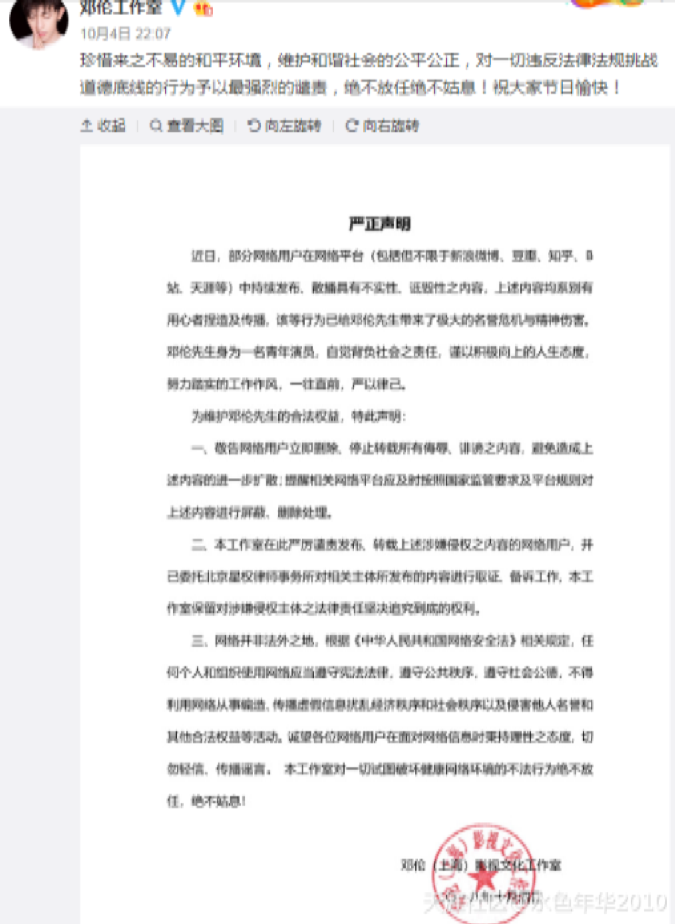 邓伦工作室
10月4日 22:07
珍惜来之不易的和平环境，维护和谐社会的公平公正，对一切违反法律法规挑战
道德底线的行为予以最强烈的谴责，绝不放任绝不姑息！祝大家节日愉快！
收起 查看大图 向左旋转 向右旋转
严正声明
近日，部分网络用户在网络平台（包括但不限于新浪微博、豆瓣、知乎、B
站、天涯等）中持续发布、散播具有不实性、诋毁性之内容，上述内容均系别有
用心者捏造及传播，该等行为已给邓伦先生带来了极大的名誉危机与精神伤害。
邓伦先生身为一名青年演员，自觉背负社会之责任，谨以积极向上的人生态度，
努力踏实的工作作风，一往直前，严以律己。
为维护邓伦先生的合法权益，特此声明：
一、敬告网络用户立即删除、停止转载所有侮辱、诽谤之内容，避免造成上
述内容的进一步扩散；提醒相关网络平台应及时按照国家监管要求及平台规则对
上述内容进行屏蔽、删除处理。
二、本工作室在此严厉谴责发布、转载上述涉嫌侵权之内容的网络用户，并
已委托北京星权律师事务所对相关主体所发布的内容进行取证、备诉工作，本工
作室保留对涉嫌侵权主体之法律责任坚决追究到底的权利。
三、网络并非法外之地，根据《中华人民共和国网络安全法》相关规定，任
何个人和组织使用网络应当遵守宪法法律，遵守公共秩序，遵守社会公德，不得
利用网络从事编造、传播虚假信息扰乱经济秩序和社会秩序以及侵害他人名誉和
其他合法权益等活动。诚望各位网络用户在面对网络信息时秉持理性之态度，切
勿轻信、传播谣言。 本工作室对一切试图破坏健康网络环境的不法行为绝不放
任，绝不姑息！
邓伦（上海）影视文化工作室
八年十月
水色年华2010